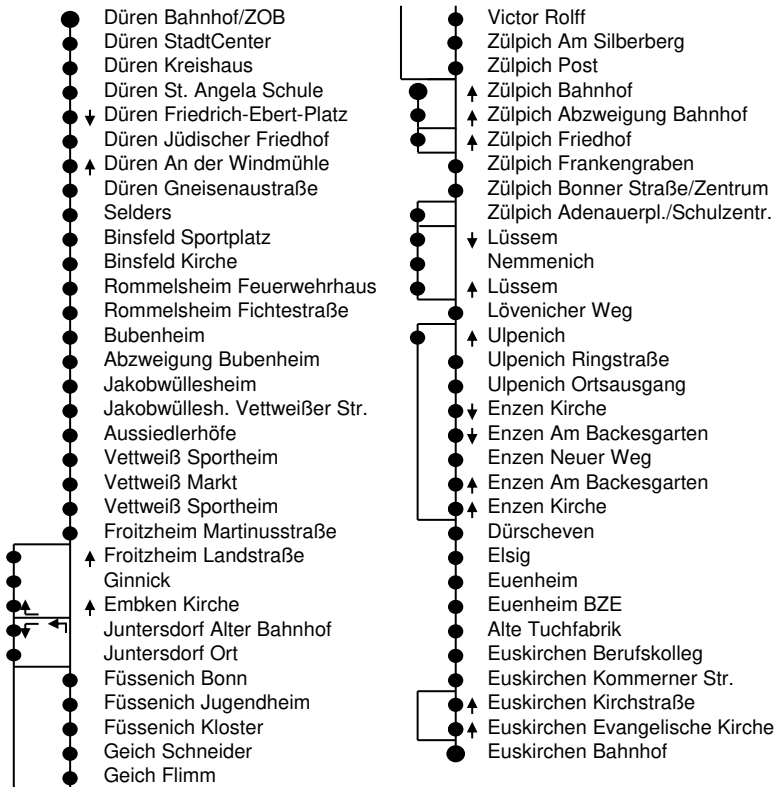 Düren Bahnhof/ZOB
Düren StadtCenter
Düren Kreishaus
Düren St. Angela Schule
Düren Friedrich-Ebert-Platz
Düren Jüdischer Friedhof
Düren An der Windmühle
Düren Gneisenaustraße
Selders
Binsfeld Sportplatz
Binsfeld Kirche
Rommelsheim Feuerwehrhaus
Rommelsheim Fichtestraße
Bubenheim
Abzweigung Bubenheim
Jakobwüllesheim
Jakobwüllesh. Vettweißer Str.
Aussiedlerhöfe
Vettweiß Sportheim
Vettweiß Markt
Vettweiß Sportheim
Froitzheim Martinusstraße
Froitzheim Landstraße
Ginnick
Embken Kirche
Juntersdorf Alter Bahnhof
Juntersdorf Ort
Füssenich Bonn
Füssenich Jugendheim
Füssenich Kloster
Geich Schneider
Geich Flimm
Victor Rolff
Zülpich Am Silberberg
Zülpich Post
Zülpich Bahnhof
Zülpich Abzweigung Bahnhof
Zülpich Friedhof
Zülpich Frankengraben
Zülpich Bonner Straße/Zentrum
Zülpich Adenauerpl./Schulzentr.
Lüssem
Nemmenich
Lüssem
Lövenicher Weg
Ulpenich
Ulpenich Ringstraße
Ulpenich Ortsausgang
Enzen Kirche
Enzen Am Backesgarten
Enzen Neuer Weg
Enzen Am Backesgarten
Enzen Kirche
Dürscheven
Elsig
Euenheim
Euenheim BZE
Alte Tuchfabrik
Euskirchen Berufskolleg
Euskirchen Kommerner Str.
Euskirchen Kirchstraße
Euskirchen Evangelische Kirche
Euskirchen Bahnhof